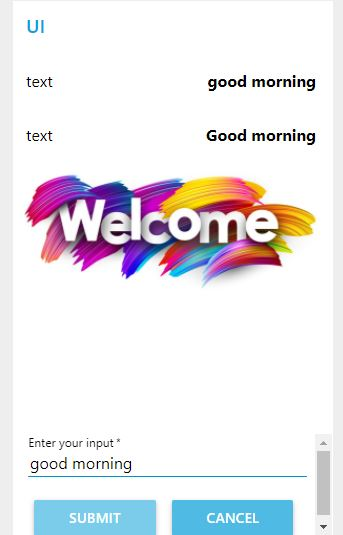 UI
text good morning
text Good morning
Welcome
Enter your input *
good morning
SUBMIT CANCEL